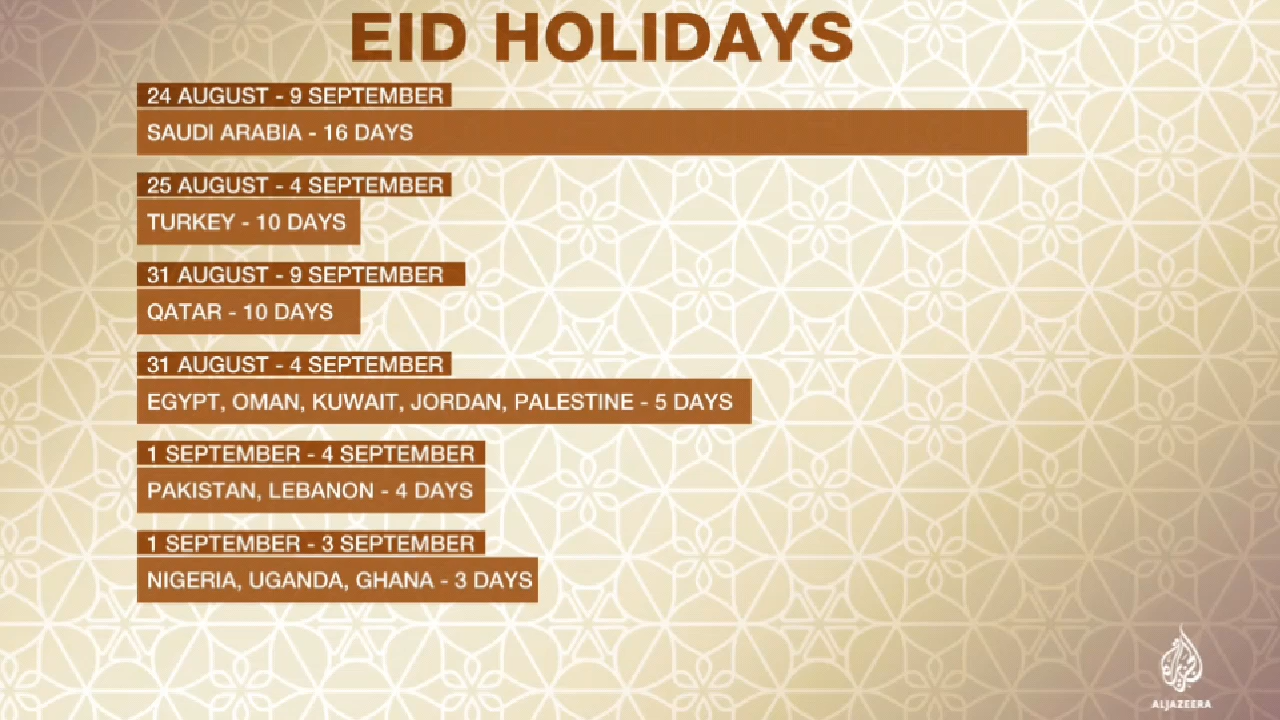 EID HOLIDAYS
24 AUGUST - 9 SEPTEMBER
SAUDI ARABIA - 16 DAYS
25 AUGUST - 4 SEPTEMBER
TURKEY - 10 DAYS
31 AUGUST - 9 SEPTEMBER
QATAR - 10 DAYS
31 AUGUST - 4 SEPTEMBER
EGYPT, OMAN, KUWAIT, JORDAN, PALESTINE - 5 DAYS
1 SEPTEMBER - 4 SEPTEMBER
PAKISTAN, LEBANON - 4 DAYS
1 SEPTEMBER - 3 SEPTEMBER
NIGERIA, UGANDA, GHANA - 3 DAYS
ALJAZEERA